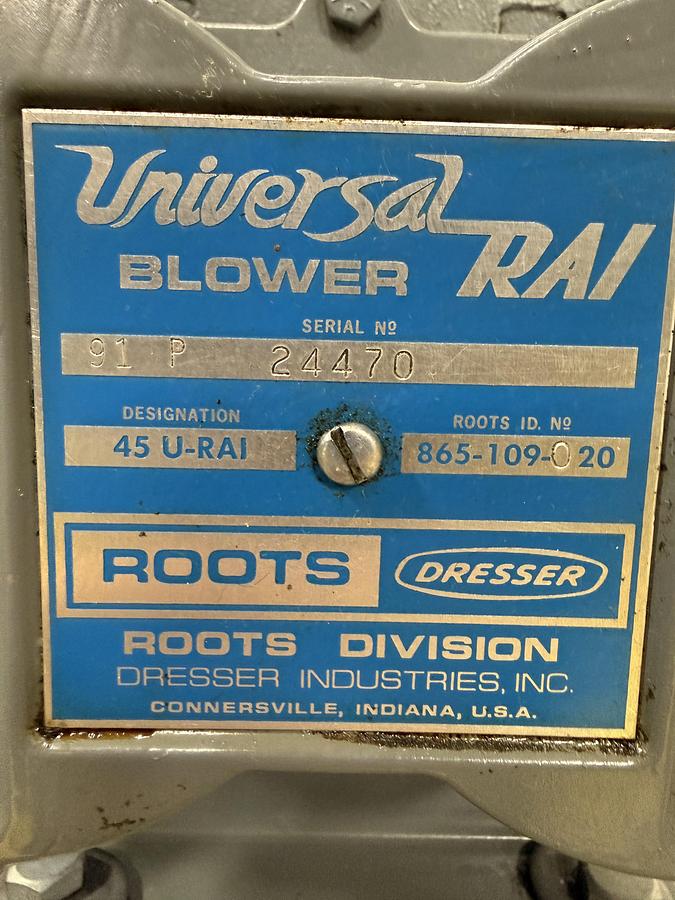 Universal
BLOWER RAI
SERIAL Nº
91 P 24470
DESIGNATION
45 U-RAI
ROOTS ID. Nº
865-109-020
ROOTS
DRESSER
ROOTS DIVISION
DRESSER INDUSTRIES, INC.
CONNERSVILLE, INDIANA, U.S.A.